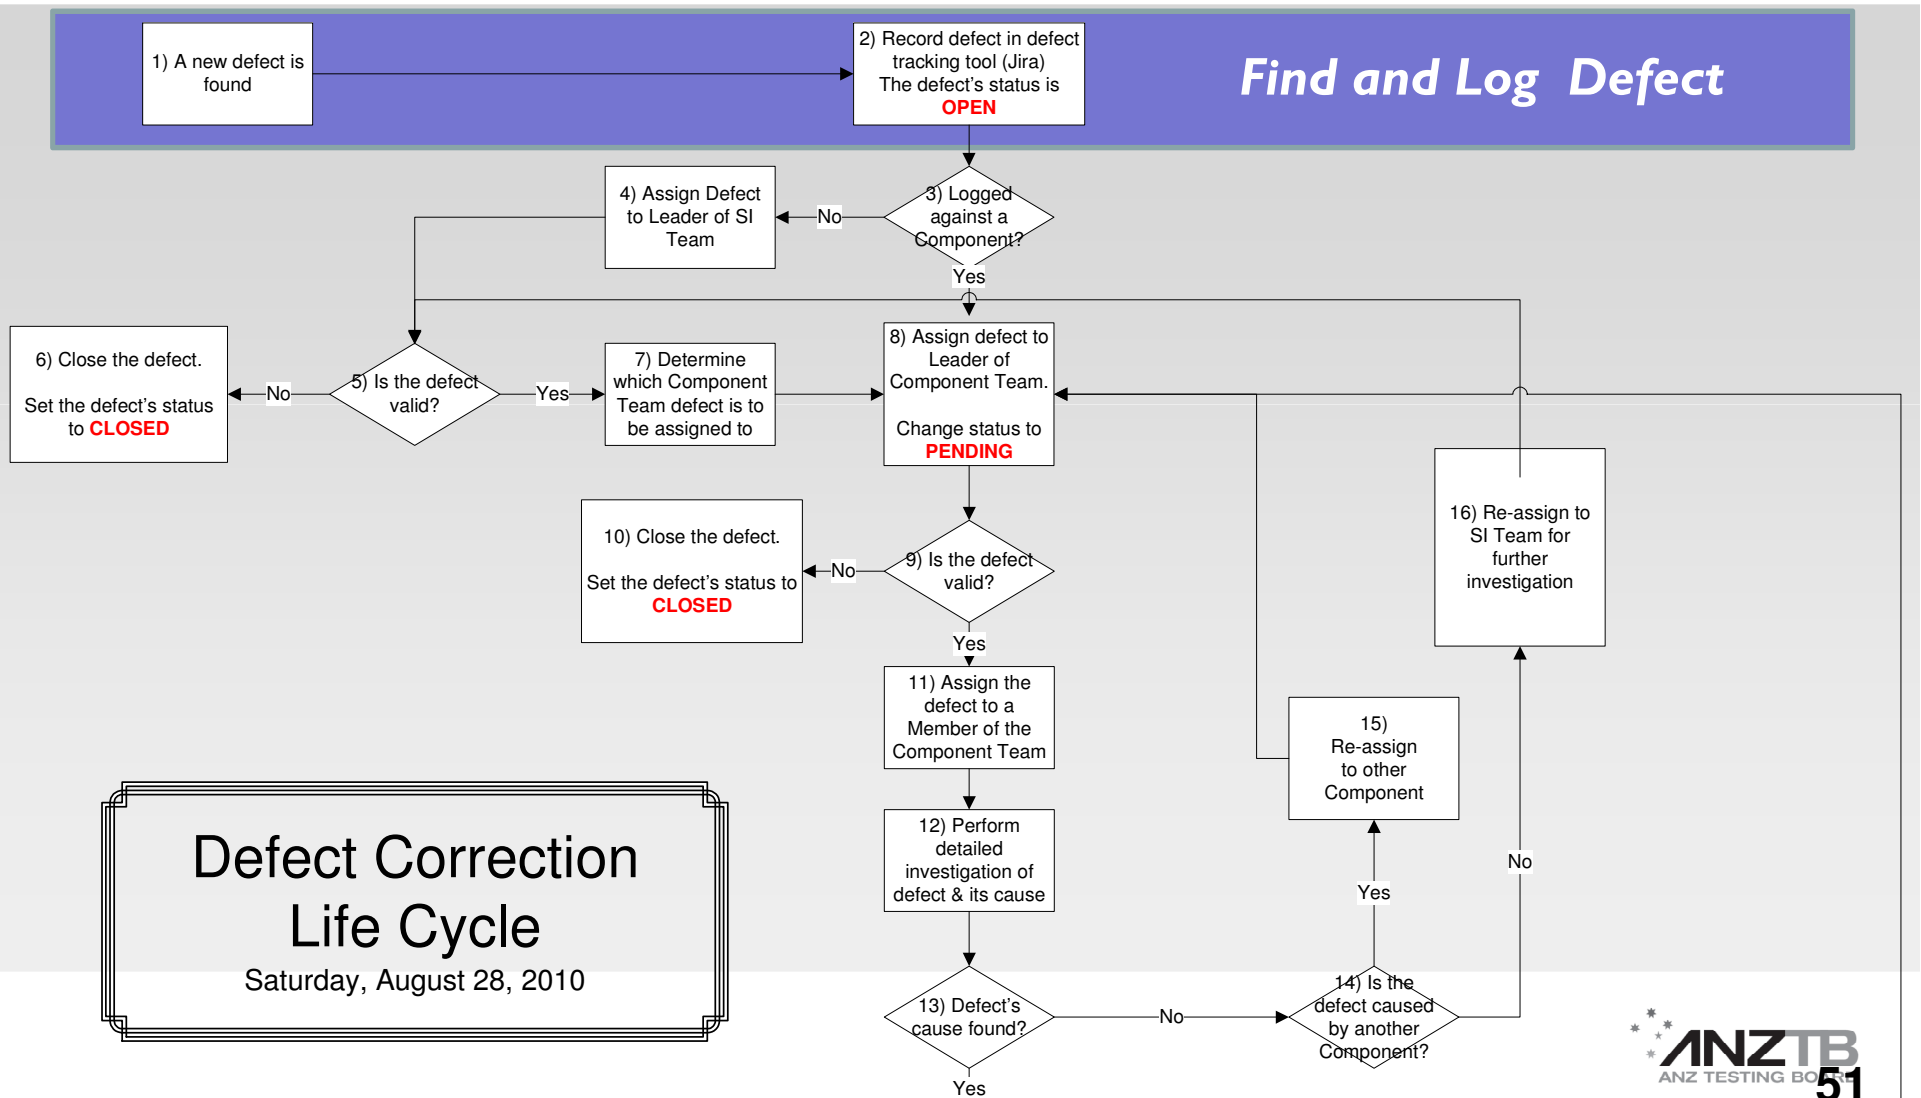 1) A new defect is
found
2) Record defect in defect
tracking tool (Jira)
The defect's status is
OPEN
Find and Log Defect
3) Logged
against a
Component?
No
4) Assign Defect
to Leader of SI
Team
Yes
6) Close the defect.
Set the defect's status
to CLOSED
No
5) Is the defect
valid?
Yes
7) Determine
which Component
Team defect is to
be assigned to
8) Assign defect to
Leader of
Component Team.
Change status to
PENDING
10) Close the defect.
Set the defect's status to
CLOSED
No
9) Is the defect
valid?
Yes
16) Re-assign to
SI Team for
further
investigation
11) Assign the
defect to a
Member of the
Component Team
15)
Re-assign
to other
Component
12) Perform
detailed
investigation of
defect & its cause
Yes
No
Defect Correction
Life Cycle
Saturday, August 28, 2010
13) Defect's
cause found?
No
14) Is the
defect caused
by another
Component?
Yes
ANZTB
ANZ TESTING BOARD
51